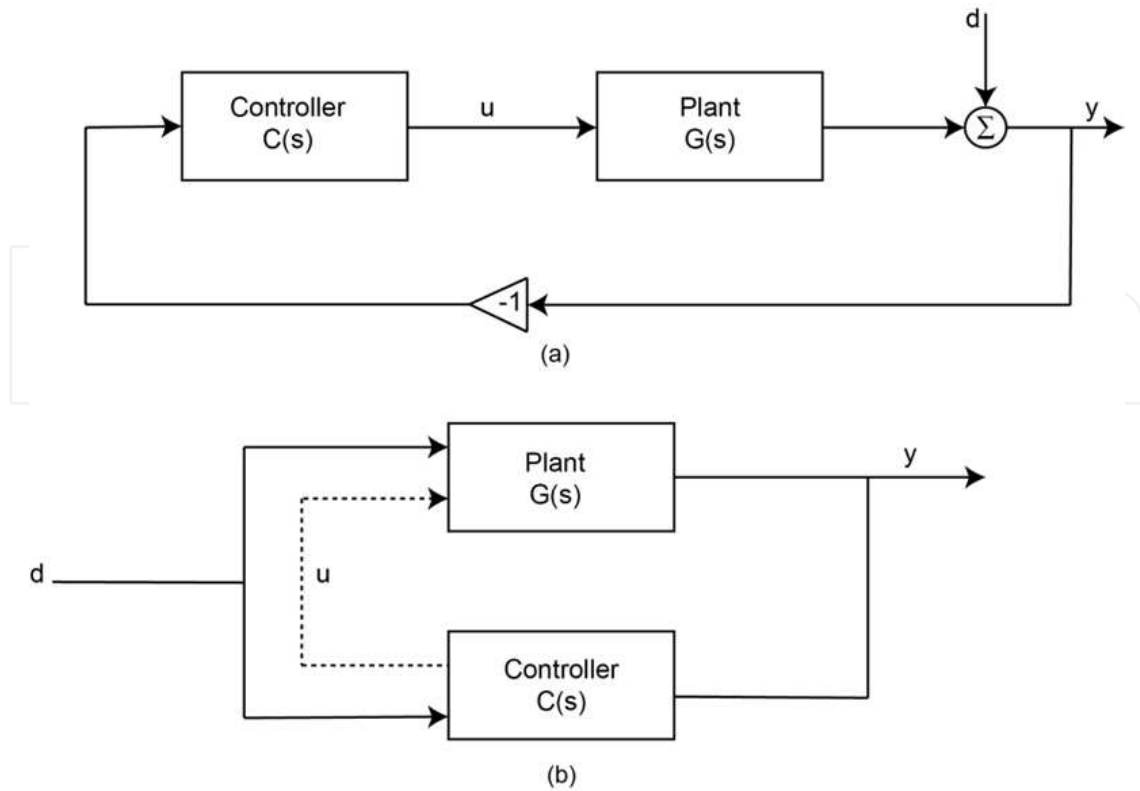 d
Controller
C(s)
u
Plant
G(s)
Σ
y
-1
(a)
Plant
G(s)
y
d
u
Controller
C(s)
(b)